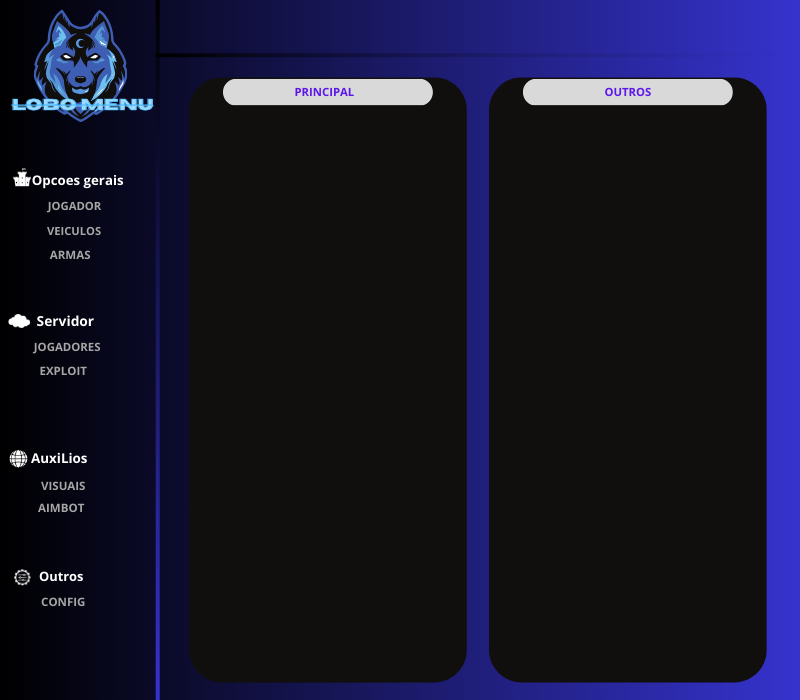 LOBO MENU
Opcoes gerais
JOGADOR
VEICULOS
ARMAS
Servidor
JOGADORES
EXPLOIT
AuxiLios
VISUAIS
AIMBOT
Outros
CONFIG
PRINCIPAL
OUTROS